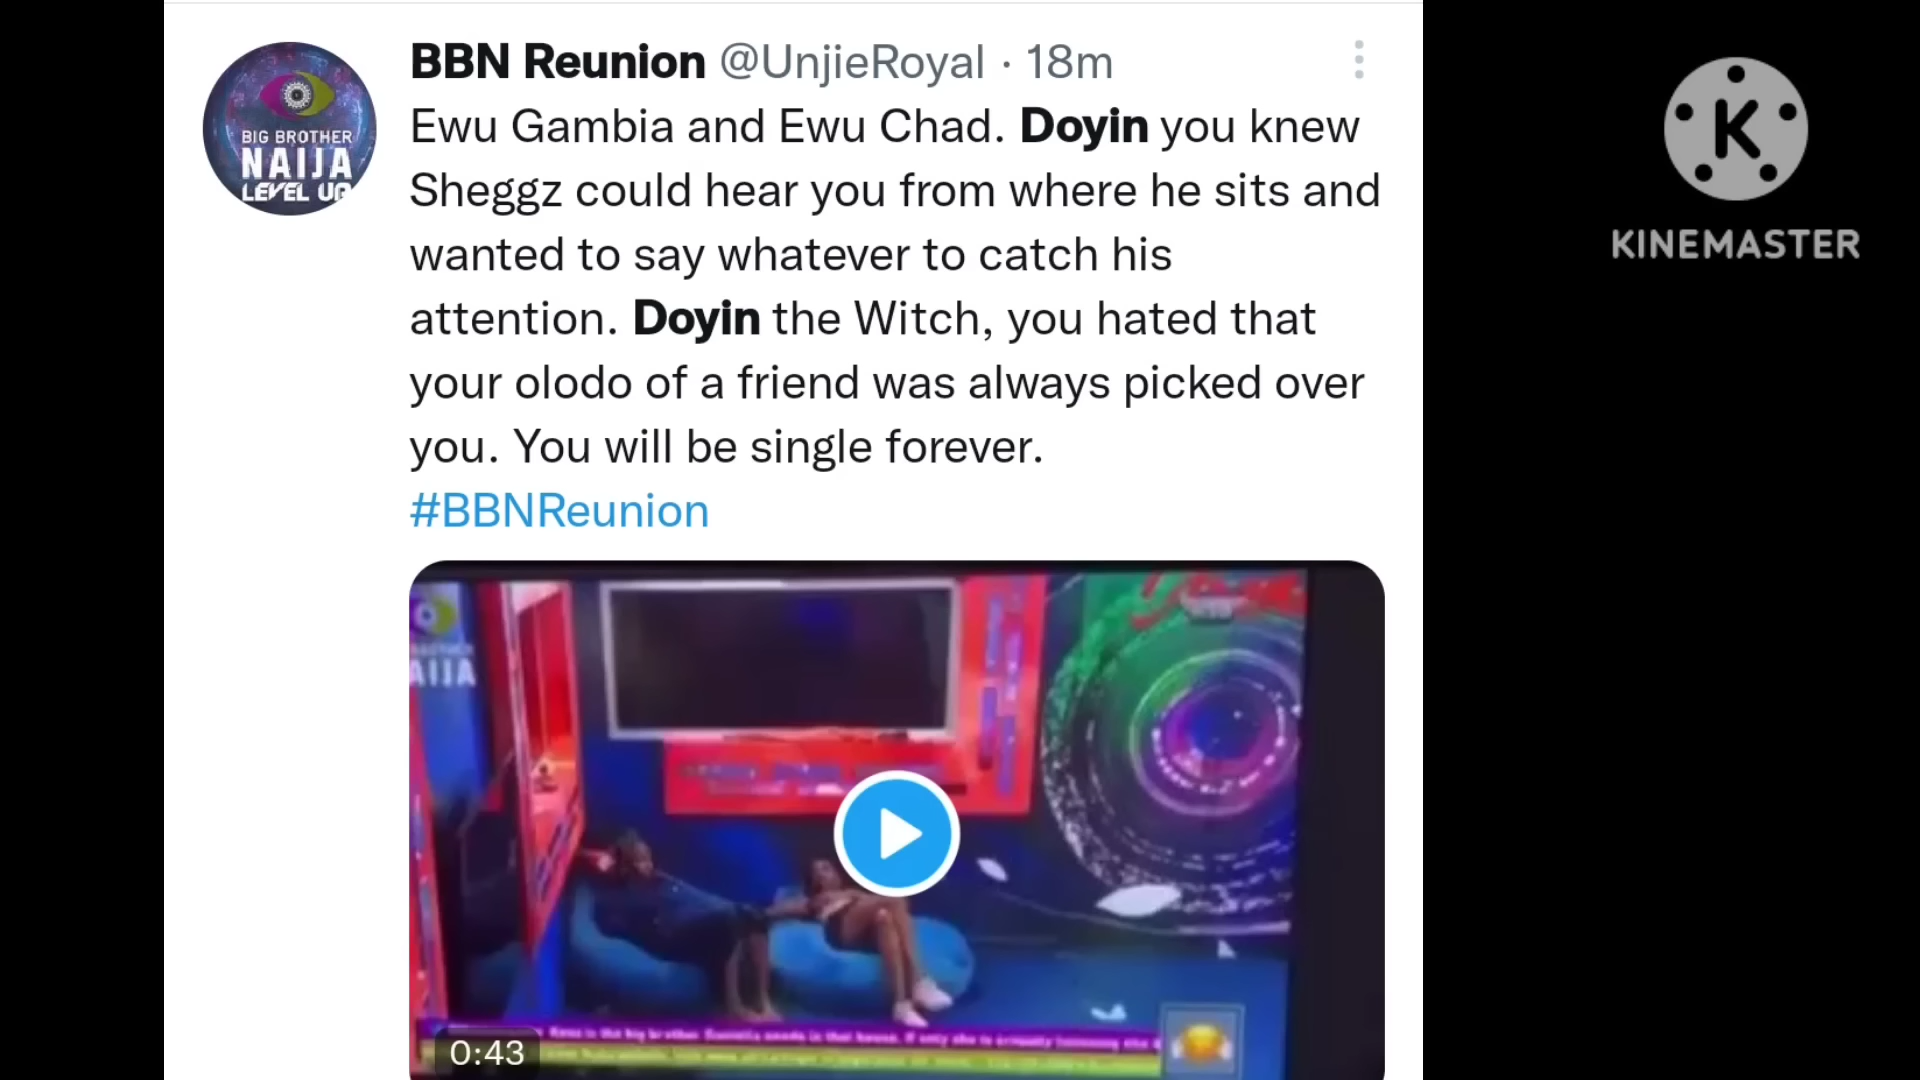 BBN Reunion @UnjieRoyal · 18m
Ewu Gambia and Ewu Chad. Doyin you knew
Sheggz could hear you from where he sits and
wanted to say whatever to catch his
attention. Doyin the Witch, you hated that
your olodo of a friend was always picked over
you. You will be single forever.
#BBNReunion
BIG BROTHER
NAIJA
LEVEL UP
K
KINEMASTER
AIJA
0:43